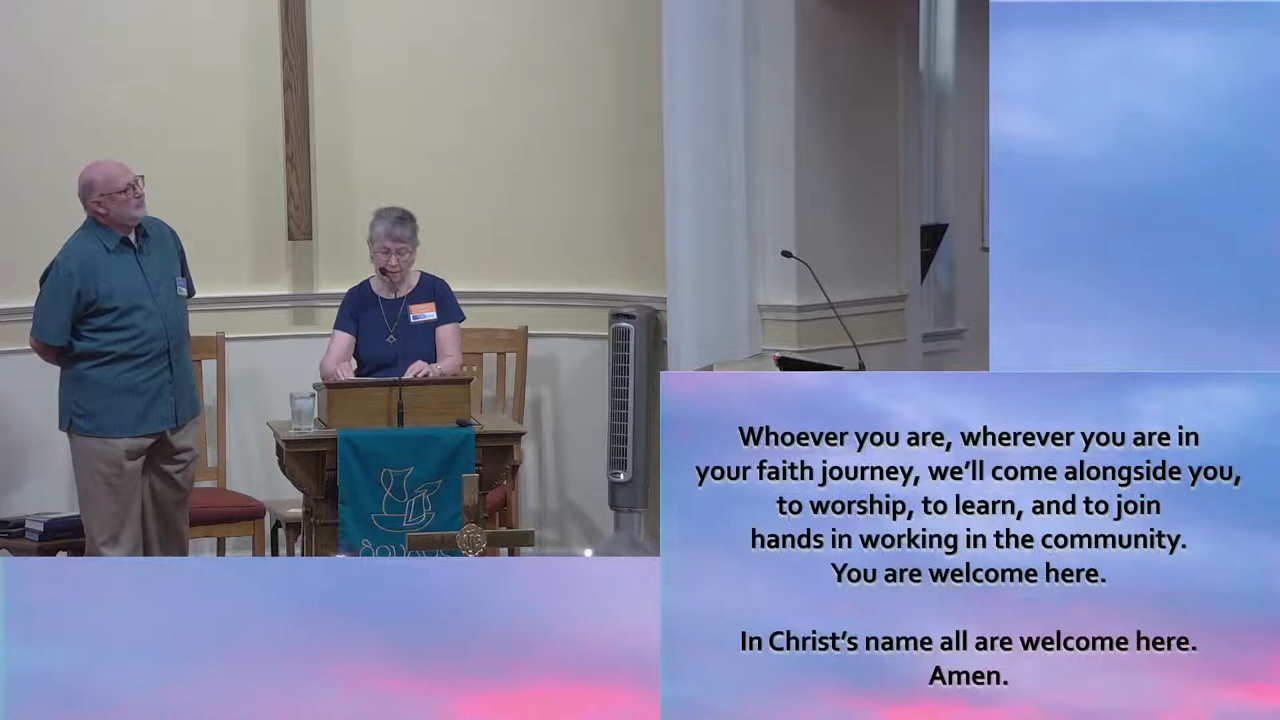 Whoever you are, wherever you are in
your faith journey, we’ll come alongside you,
to worship, to learn, and to join
hands in working in the community.
You are welcome here.
In Christ’s name all are welcome here.
Amen.